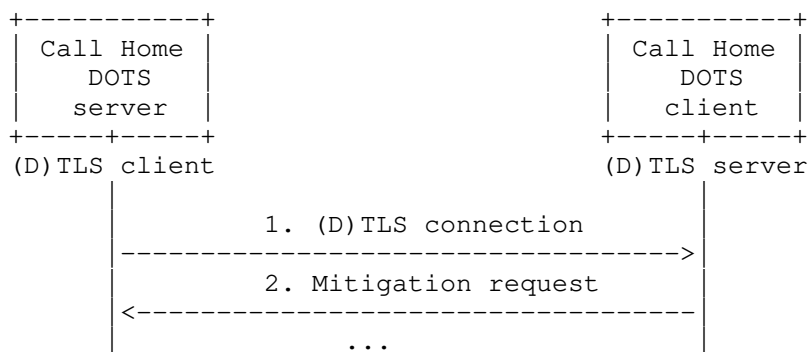 Call Home Call Home
DOTS DOTS
server client
(D)TLS client (D)TLS server
1. (D)TLS connection
2. Mitigation request
...